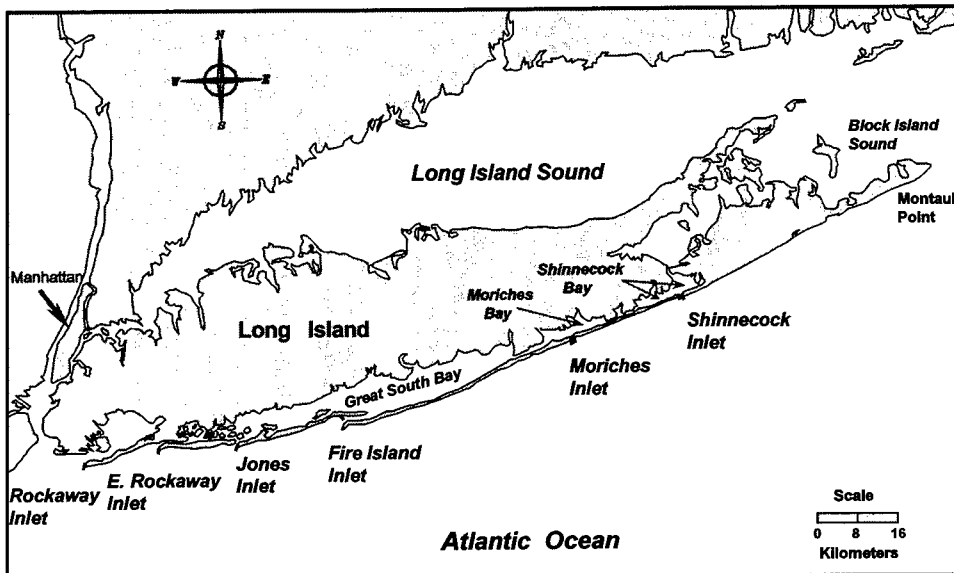 N
W E
S
Block Island
Sound
Long Island Sound
Montauk
Point
Manhattan
Shinnecock
Bay
Moriches
Bay
Long Island
Shinnecock
Inlet
Moriches
Inlet
Great South Bay
Fire Island
Inlet
Jones
Inlet
E. Rockaway
Inlet
Rockaway
Inlet
Scale
0 8 16
Kilometers
Atlantic Ocean